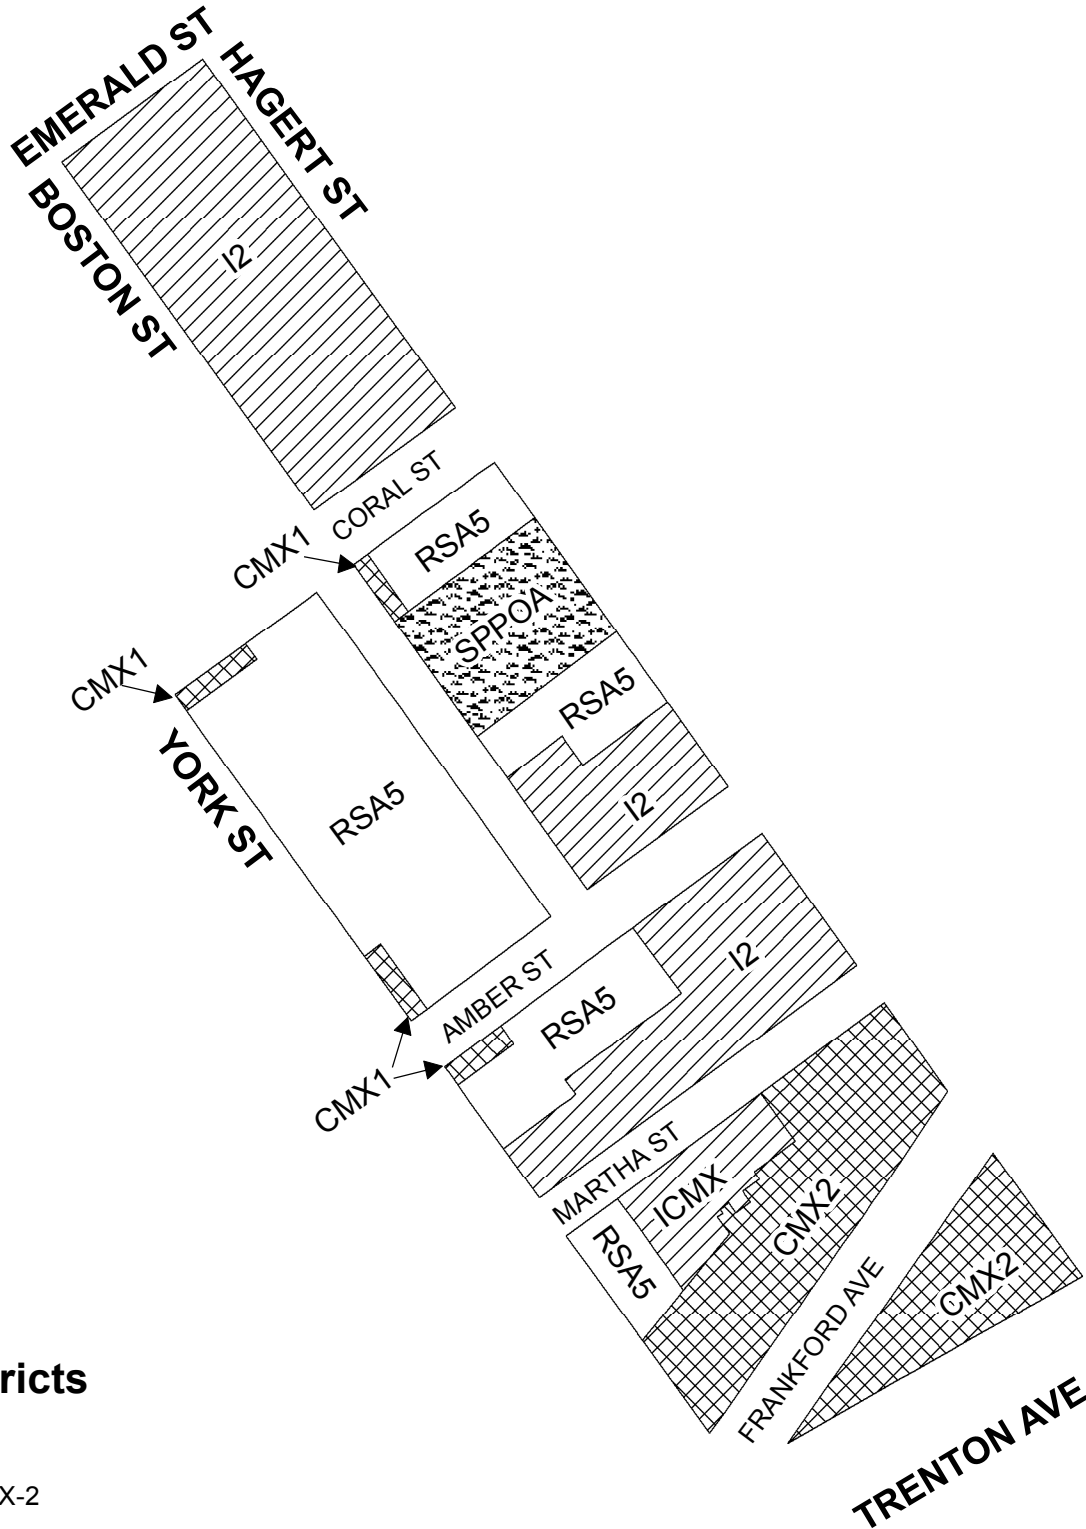 EMERALD ST
HAGERT ST
BOSTON ST
I2
CORAL ST
CMX1
RSA5
SPPOA
CMX1
RSA5
YORK ST
RSA5
I2
AMBER ST
RSA5
I2
CMX1
MARTHA ST
ICMX
RSA5
CMX2
FRANKFORD AVE
CMX2
TRENTON AVE
ricts
X-2